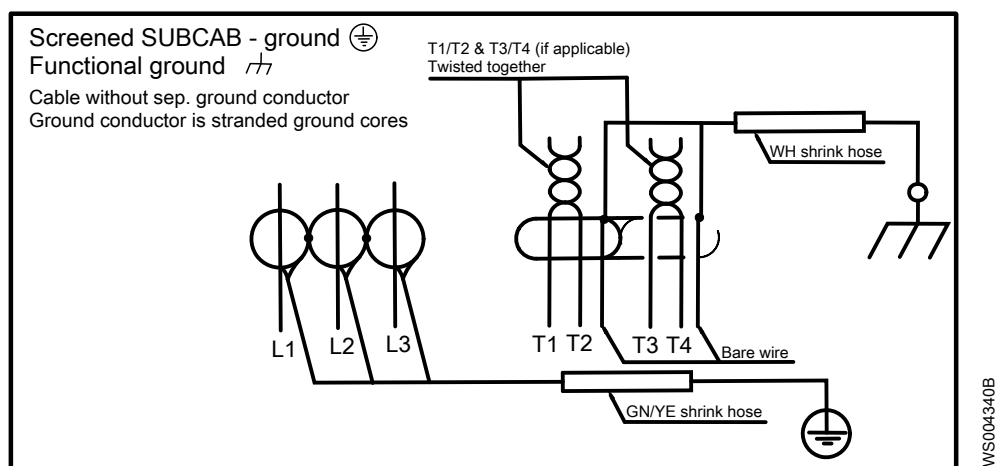 Screened SUBCAB - ground
Functional ground
Cable without sep. ground conductor
Ground conductor is stranded ground cores
T1/T2 & T3/T4 (if applicable)
Twisted together
WH shrink hose
L1
L2
L3
T1
T2
T3
T4
Bare wire
GN/YE shrink hose
WS004340B